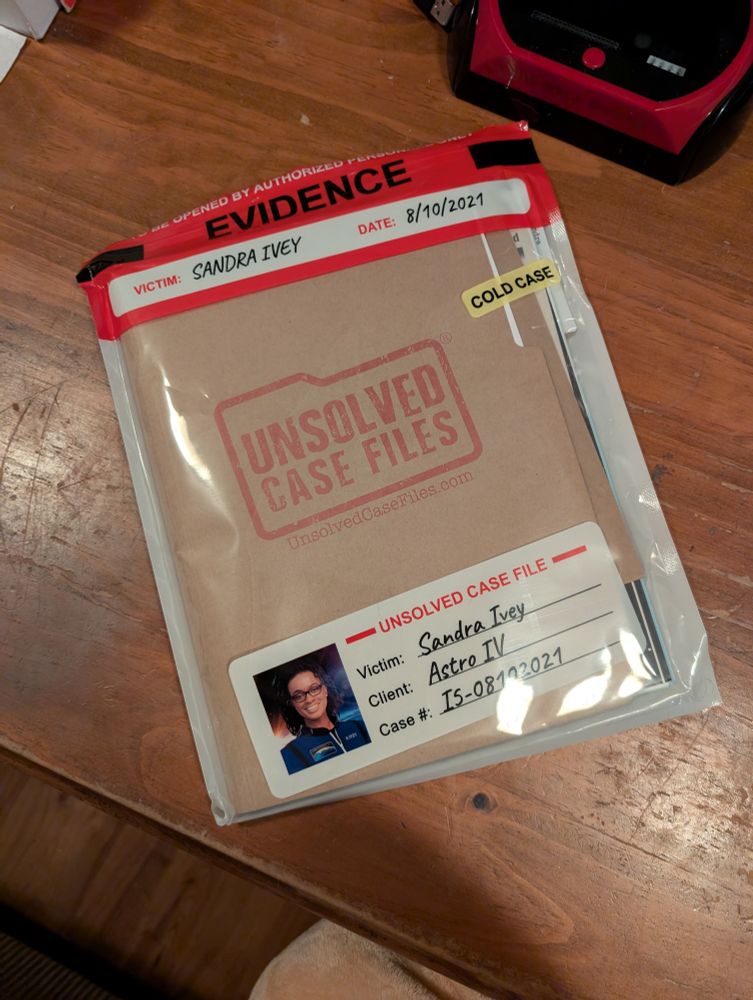 BE OPENED BY AUTHORIZED PERSONNEL ONLY
EVIDENCE
VICTIM: SANDRA IVEY DATE: 8/10/2021
COLD CASE
UNSOLVED®
CASE FILES
UnsolvedCaseFiles.com
UNSOLVED CASE FILE
Victim: Sandra Ivey
Client: Astro IV
Case #: IS-08102021